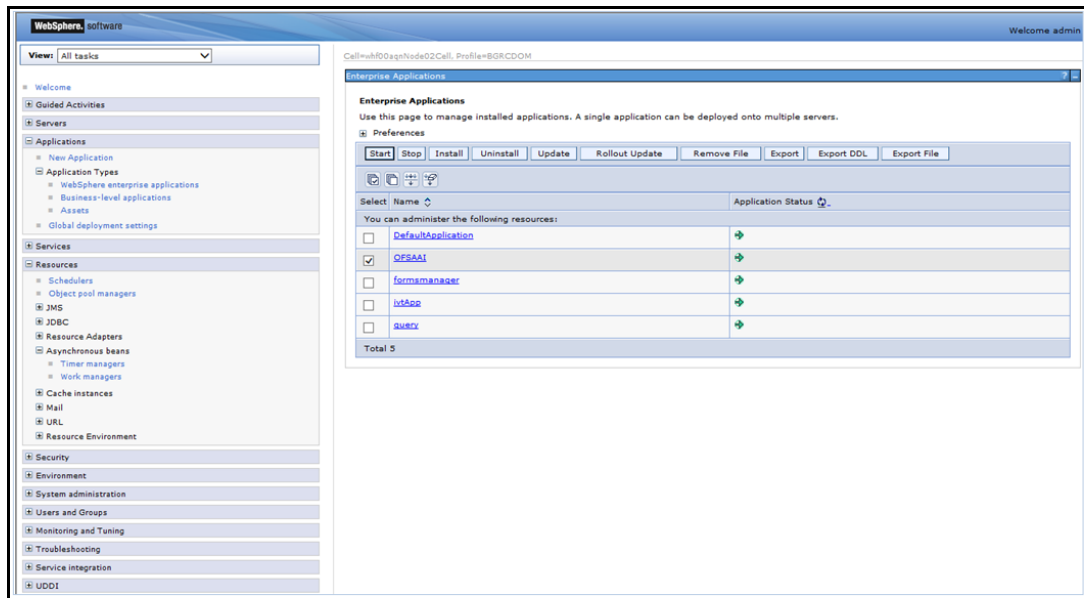 WebSphere. software
Welcome admin
View: All tasks
Welcome
Guided Activities
Servers
Applications
New Application
Application Types
WebSphere enterprise applications
Business-level applications
Assets
Global deployment settings
Services
Resources
Schedulers
Object pool managers
JMS
JDBC
Resource Adapters
Asynchronous beans
Timer managers
Work managers
Cache instances
Mail
URL
Resource Environment
Security
Environment
System administration
Users and Groups
Monitoring and Tuning
Troubleshooting
Service integration
UDDI
Cell=whf00aqnNode02Cell, Profile=BGRCDOM
Enterprise Applications ? -
Enterprise Applications
Use this page to manage installed applications. A single application can be deployed onto multiple servers.
Preferences
Start Stop Install Uninstall Update Rollout Update Remove File Export Export DDL Export File
Select Name Application Status
You can administer the following resources:
DefaultApplication
OFSAAI
formsmanager
ivtApp
query
Total 5